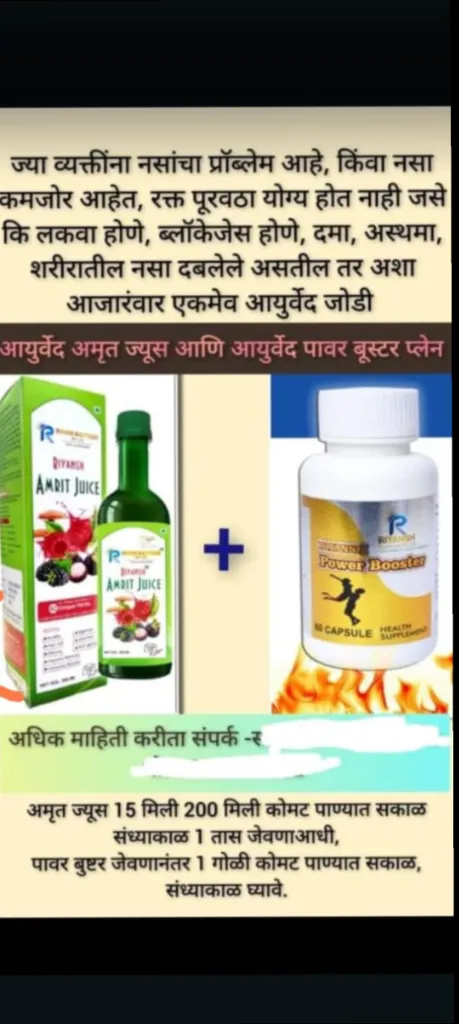 ज्या व्यक्तींना नसांचा प्रॉब्लेम आहे, किंवा नसा
कमजोर आहेत, रक्त पूरवठा योग्य होत नाही जसे
कि लकवा होणे, ब्लॉकेजेस होणे, दमा, अस्थमा,
शरीरातील नसा दबलेले असतील तर अशा
आजारंवार एकमेव आयुर्वेद जोडी
आयुर्वेद अमृत ज्यूस आणि आयुर्वेद पावर बूस्टर प्लेन
RIYANSH
AMRIT JUICE
RIYANSH
AMRIT JUICE
+
RIYANSH
Power Booster
60 CAPSULE
HEALTH
SUPPLEMENT
अधिक माहिती करीता संपर्क -
अमृत ज्यूस 15 मिली 200 मिली कोमट पाण्यात सकाळ
संध्याकाळ 1 तास जेवणाआधी,
पावर बुष्टर जेवणानंतर 1 गोळी कोमट पाण्यात सकाळ,
संध्याकाळ घ्यावे.